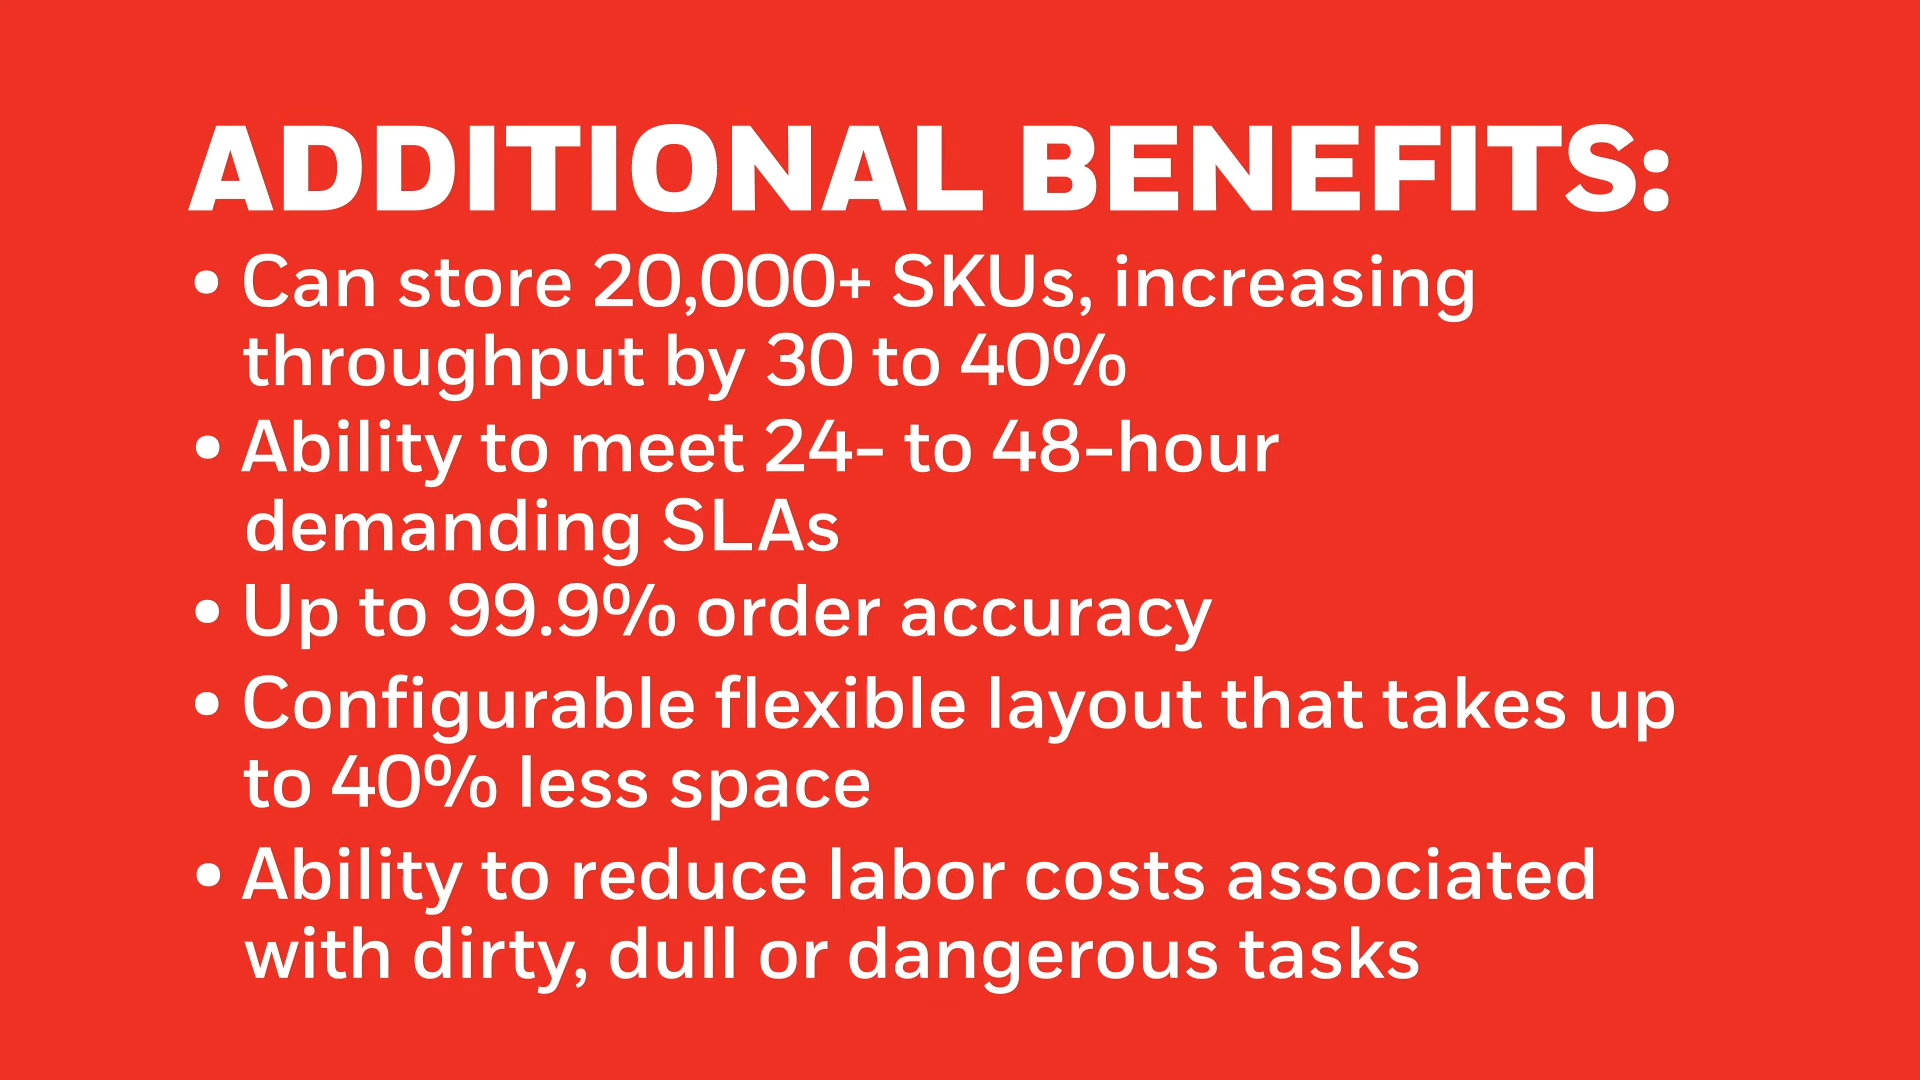 ADDITIONAL BENEFITS:
• Can store 20,000+ SKUs, increasing
throughput by 30 to 40%
• Ability to meet 24- to 48-hour
demanding SLAs
• Up to 99.9% order accuracy
• Configurable flexible layout that takes up
to 40% less space
• Ability to reduce labor costs associated
with dirty, dull or dangerous tasks